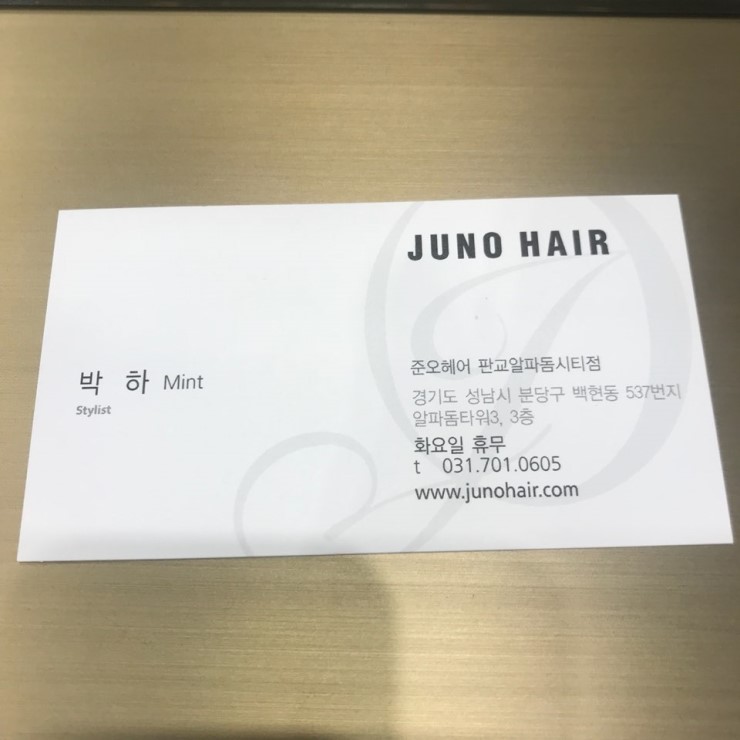 JUNO HAIR
박 하 Mint
Stylist
준오헤어 판교알파돔시티점
경기도 성남시 분당구 백현동 537번지
알파돔타워3, 3층
화요일 휴무
t 031.701.0605
www.junohair.com